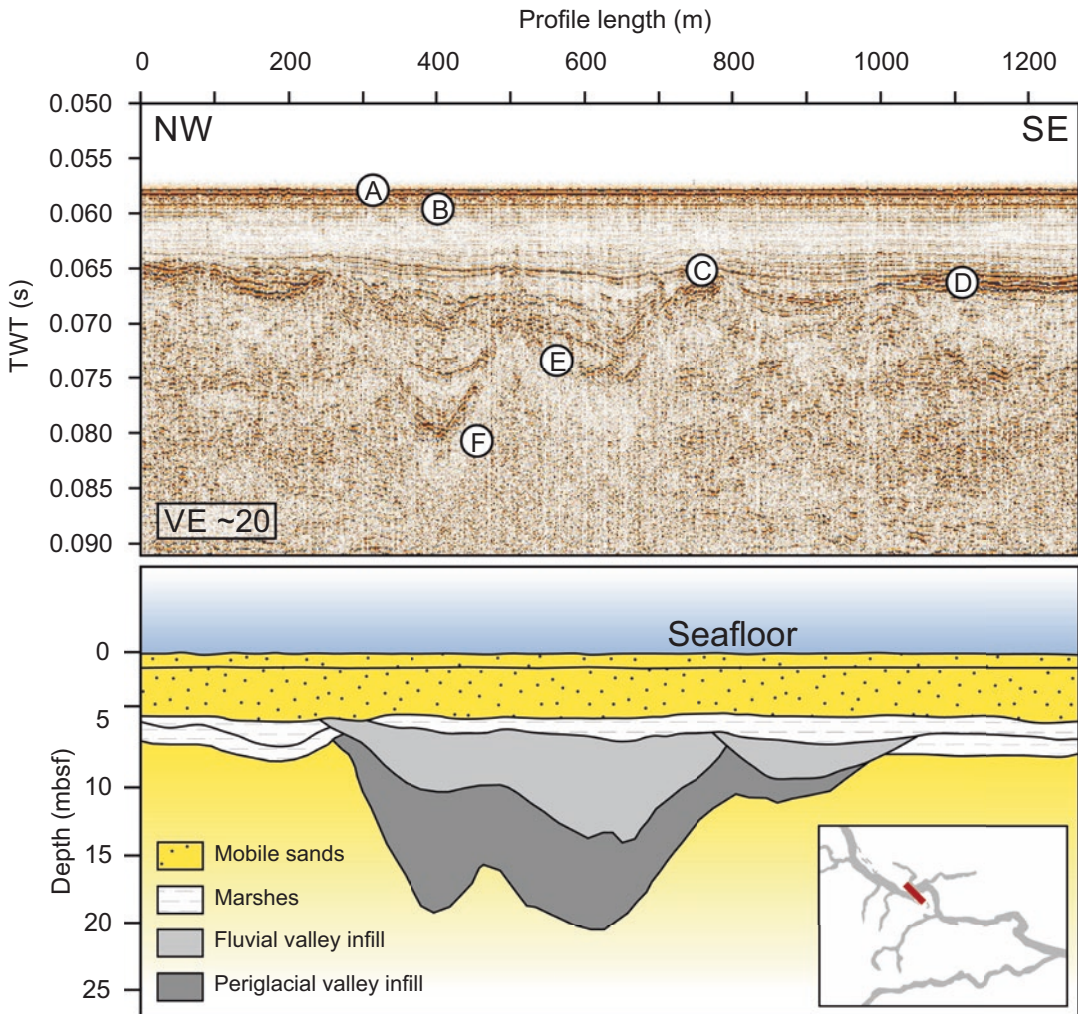 Profile length (m)
0 200 400 600 800 1000 1200
0.050
NW SE
0.055
A
0.060
B
0.065
C
D
TWT (s)
0.070
E
0.075
0.080
F
0.085
VE ~20
0.090
Seafloor
0
5
Depth (mbsf)
10
15
20
25
Mobile sands
Marshes
Fluvial valley infill
Periglacial valley infill